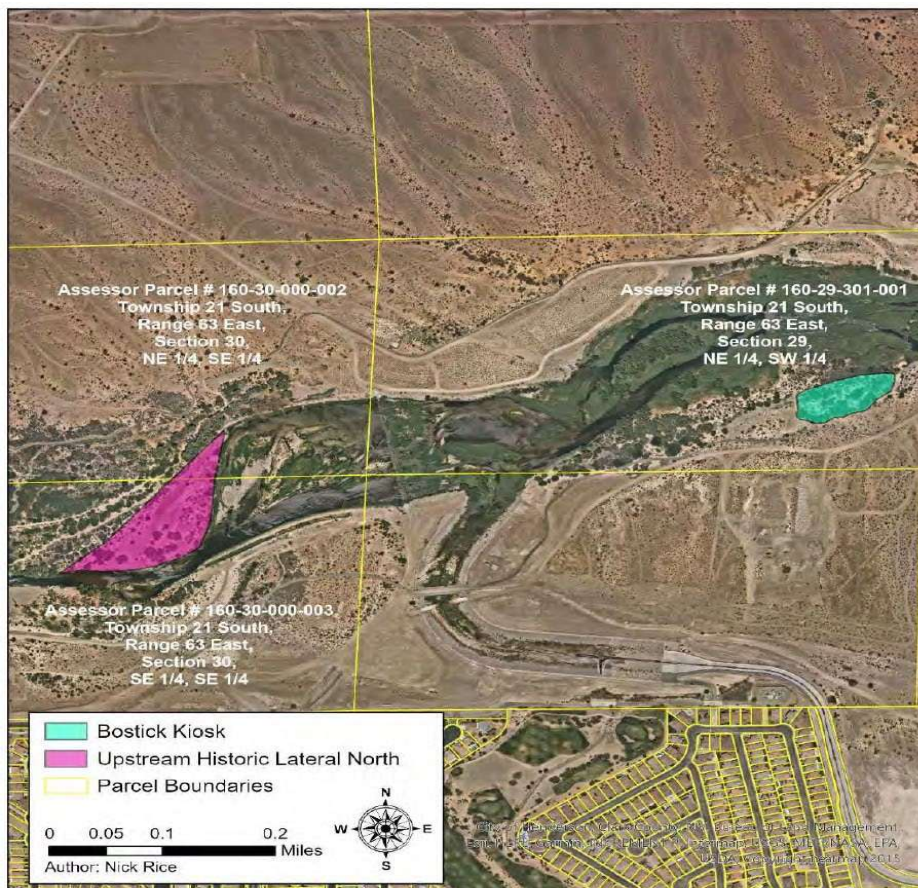 Assessor Parcel # 160-30-000-002
Township 21 South,
Range 63 East,
Section 30,
NE 1/4, SE 1/4
Assessor Parcel # 160-29-301-001
Township 21 South,
Range 63 East,
Section 29,
NE 1/4, SW 1/4
Assessor Parcel # 160-30-000-003,
Township 21 South,
Range 63 East,
Section 30,
SE 1/4, SE 1/4
Bostick Kiosk
Upstream Historic Lateral North
Parcel Boundaries
N
W E
S
0 0.05 0.1 0.2
Miles
Author: Nick Rice
Management
EPA